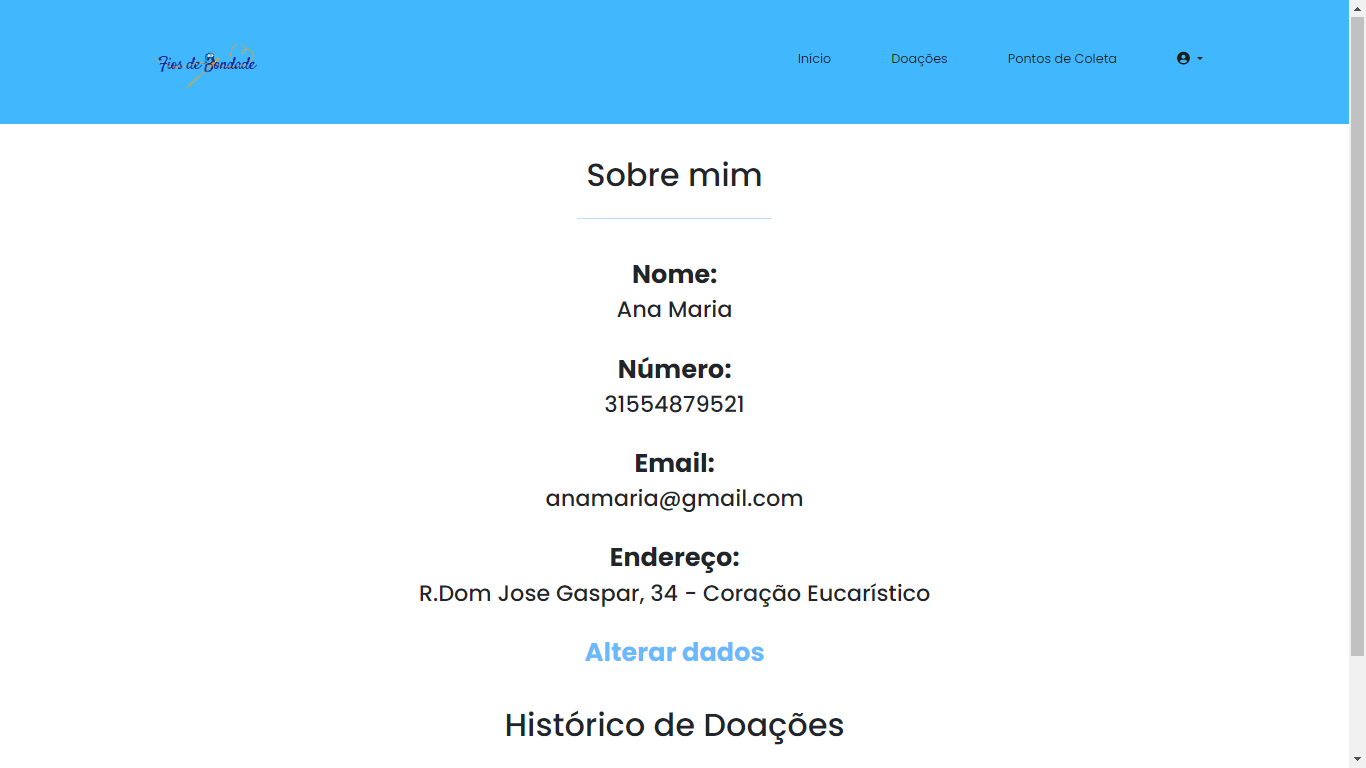 Fios de Bondade
Início
Doações
Pontos de Coleta
Sobre mim
Nome:
Ana Maria
Número:
31554879521
Email:
anamaria@gmail.com
Endereço:
R.Dom Jose Gaspar, 34 - Coração Eucarístico
Alterar dados
Histórico de Doações